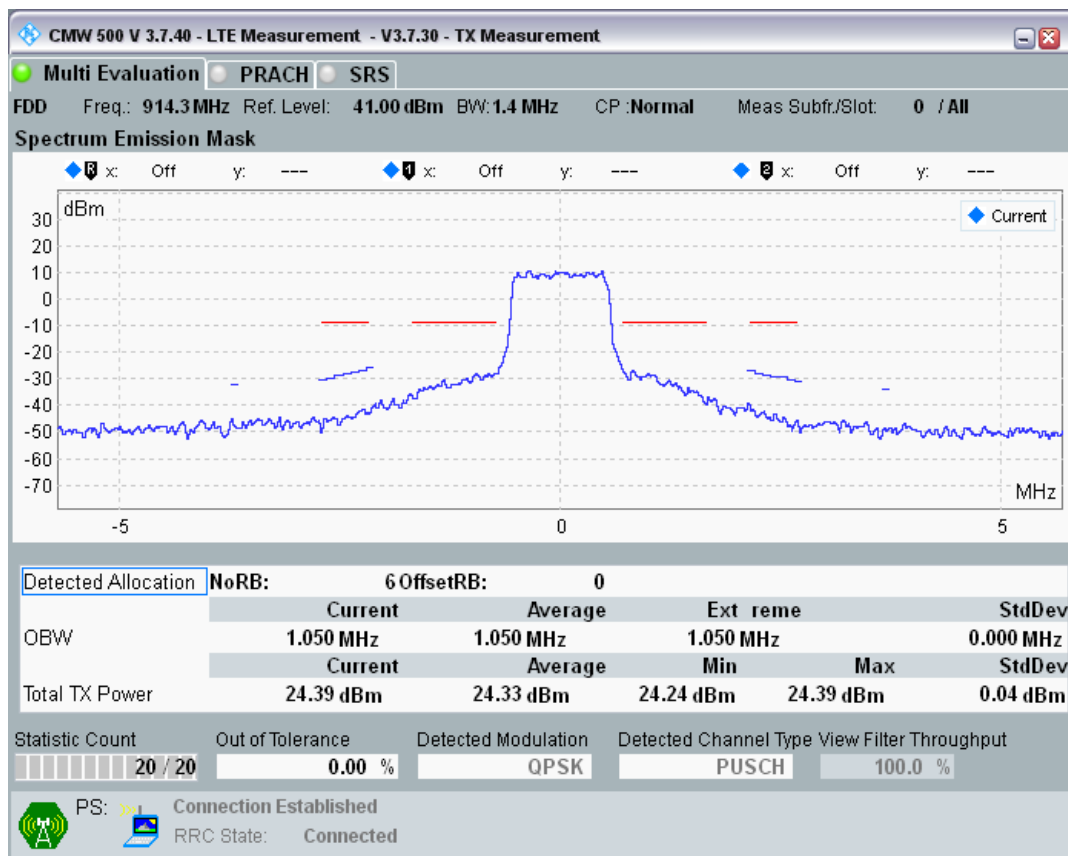 CMW 500 V 3.7.40 - LTE Measurement - V3.7.30 - TX Measurement
Multi Evaluation PRACH SRS
FDD Freq.: 914.3 MHz Ref. Level: 41.00 dBm BW: 1.4 MHz CP :Normal Meas Subfr./Slot: 0 / All
Spectrum Emission Mask
R x: Off y: --- 1 x: Off y: --- 2 x: Off y: ---
dBm
Current
30
20
10
0
-10
-20
-30
-40
-50
-60
-70
MHz
-5 0 5
Detected Allocation NoRB: 6 OffsetRB: 0
Current Average Ext reme StdDev
OBW 1.050 MHz 1.050 MHz 1.050 MHz 0.000 MHz
Current Average Min Max StdDev
Total TX Power 24.39 dBm 24.33 dBm 24.24 dBm 24.39 dBm 0.04 dBm
Statistic Count Out of Tolerance Detected Modulation Detected Channel Type View Filter Throughput
20 / 20 0.00 % QPSK PUSCH 100.0 %
PS: Connection Established
RRC State: Connected